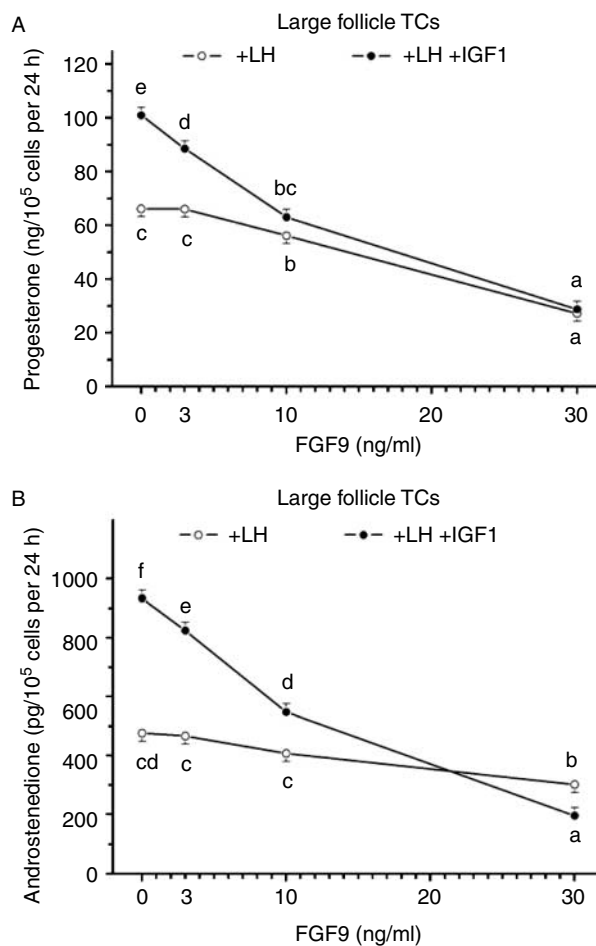 A
Large follicle TCs
+LH
+LH +IGF1
Progesterone (ng/10⁵ cells per 24 h)
120
100
80
60
40
20
0
e
d
bc
a
c
c
b
a
0 3 10 20 30
FGF9 (ng/ml)
B
Large follicle TCs
+LH
+LH +IGF1
Androstenedione (pg/10⁵ cells per 24 h)
1000
800
600
400
200
0
f
e
d
b
cd
c
c
a
0 3 10 20 30
FGF9 (ng/ml)